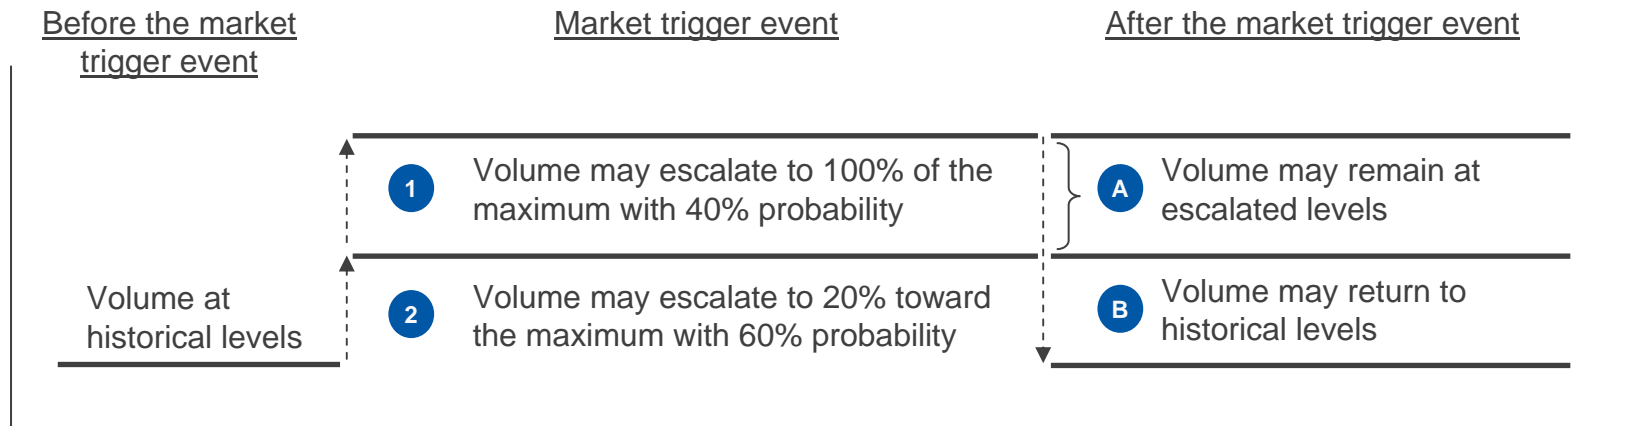 Before the market
trigger event
Market trigger event
After the market trigger event
Volume at
historical levels
1
Volume may escalate to 100% of the
maximum with 40% probability
2
Volume may escalate to 20% toward
the maximum with 60% probability
A
Volume may remain at
escalated levels
B
Volume may return to
historical levels